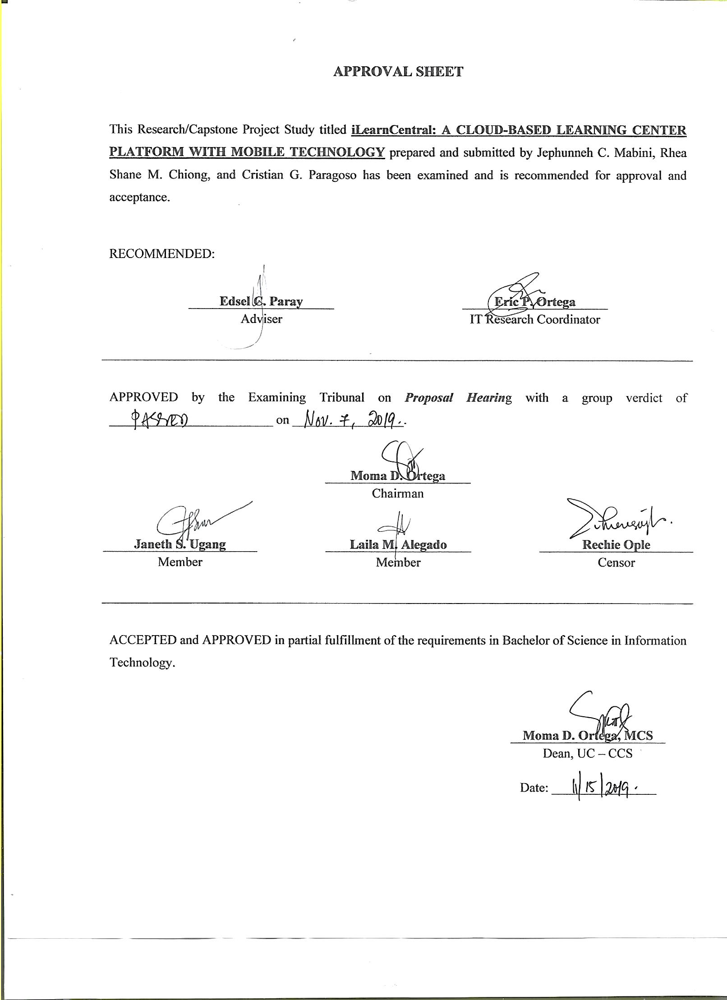 APPROVAL SHEET
This Research/Capstone Project Study titled iLearnCentral: A CLOUD-BASED LEARNING CENTER
PLATFORM WITH MOBILE TECHNOLOGY prepared and submitted by Jephunneh C. Mabini, Rhea
Shane M. Chiong, and Cristian G. Paragoso has been examined and is recommended for approval and
acceptance.
RECOMMENDED:
Edsel C. Paray
Adviser
Eric P. Ortega
IT Research Coordinator
APPROVED by the Examining Tribunal on Proposal Hearing with a group verdict of
PASSED on Nov. 7, 2019.
Moma D. Ortega
Chairman
Janeth S. Ugang
Member
Laila M. Alegado
Member
Rechie Ople
Censor
ACCEPTED and APPROVED in partial fulfillment of the requirements in Bachelor of Science in Information
Technology.
Moma D. Ortega, MCS
Dean, UC – CCS
Date: 11/15/2019.